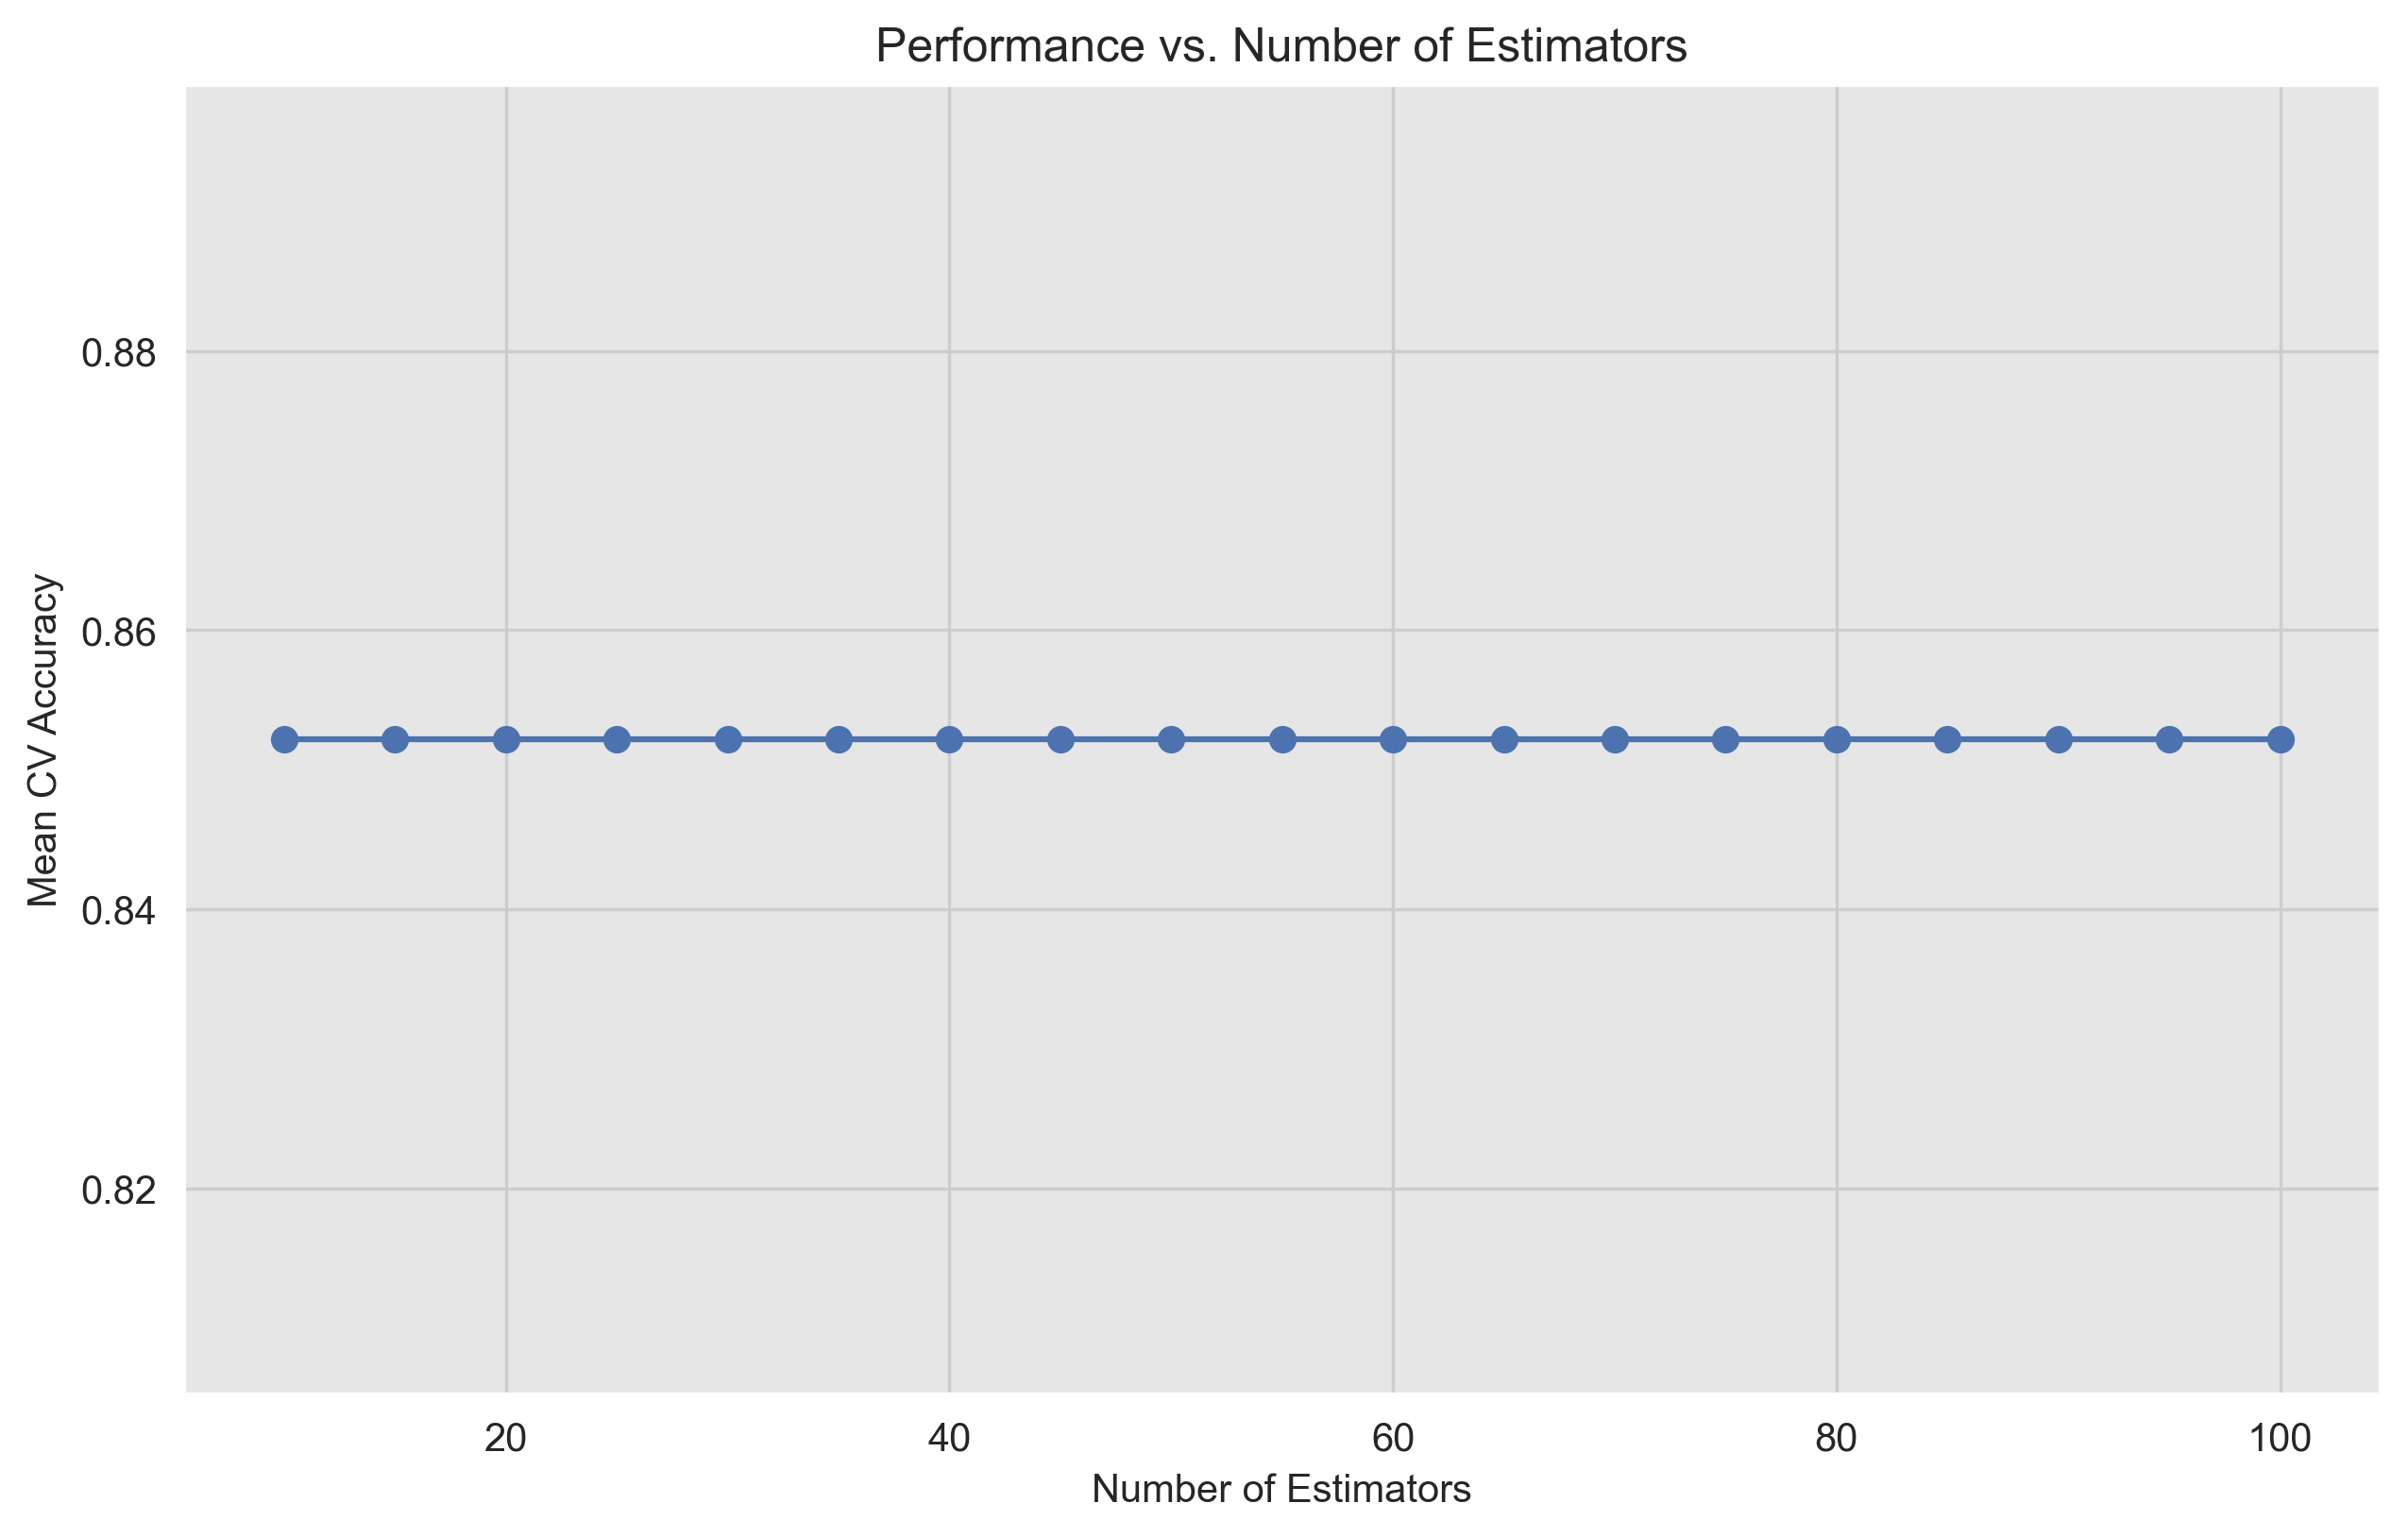 Performance vs. Number of Estimators
0.88
0.86
0.84
0.82
Mean CV Accuracy
20 40 60 80 100
Number of Estimators